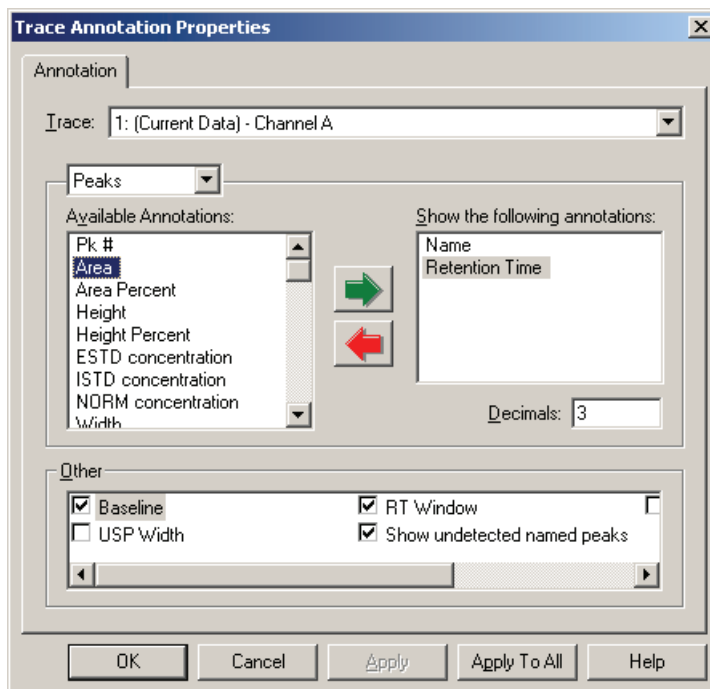 Trace Annotation Properties
Annotation
Trace: 1: (Current Data) - Channel A
Peaks
Available Annotations:
Pk #
Area
Area Percent
Height
Height Percent
ESTD concentration
ISTD concentration
NORM concentration
Width
Show the following annotations:
Name
Retention Time
Decimals: 3
Other
Baseline
RT Window
USP Width
Show undetected named peaks
OK
Cancel
Apply
Apply To All
Help